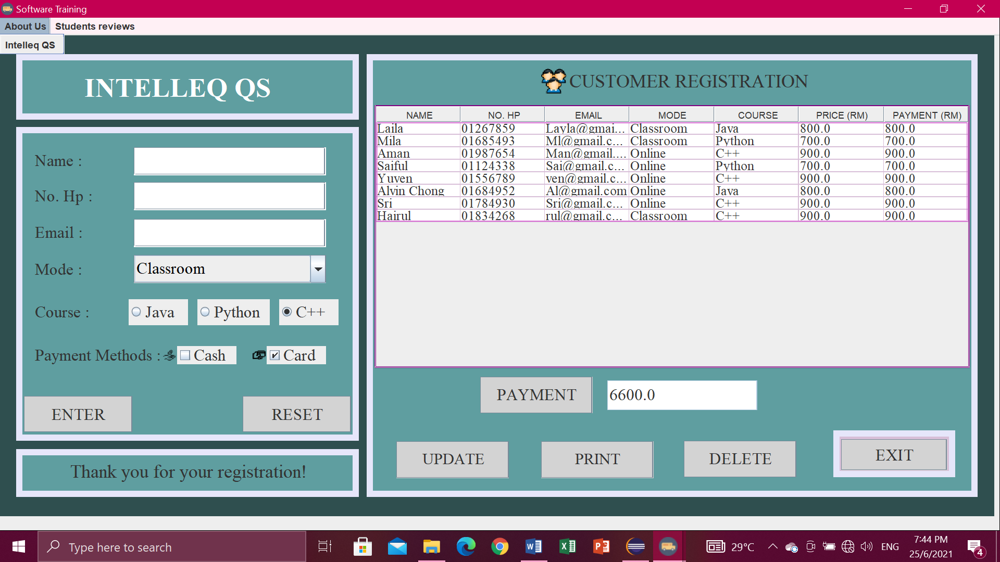 Software Training
About Us Students reviews
Intelleq QS
INTELLEQ QS
Name :
No. Hp :
Email :
Mode : Classroom
Course : Java Python C++
Payment Methods : Cash Card
ENTER RESET
Thank you for your registration!
CUSTOMER REGISTRATION
NAME NO. HP EMAIL MODE COURSE PRICE (RM) PAYMENT (RM)
Laila 01267859 Layla@gmai... Classroom Java 800.0 800.0
Mila 01685493 Ml@gmail.c... Classroom Python 700.0 700.0
Aman 01987654 Man@gmail.... Online C++ 900.0 900.0
Saiful 01124338 Sai@gmail.c... Online Python 700.0 700.0
Yuven 01556789 ven@gmail.c... Online C++ 900.0 900.0
Alvin Chong 01684952 Al@gmail.com Online Java 800.0 800.0
Sri 01784930 Sri@gmail.c... Online C++ 900.0 900.0
Hairul 01834268 rul@gmail.c... Classroom C++ 900.0 900.0
PAYMENT 6600.0
UPDATE PRINT DELETE EXIT
Type here to search 29°C ENG 7:44 PM
25/6/2021 4